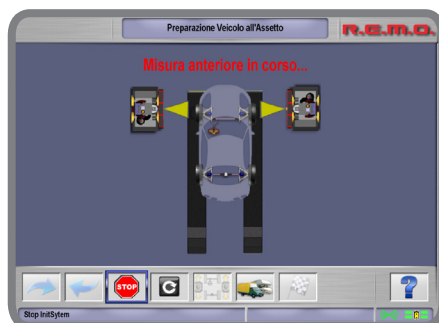 Preparazione Veicolo all'Assetto
R.E.M.O.
Misura anteriore in corso...
STOP
C
?
Stop InitSytem